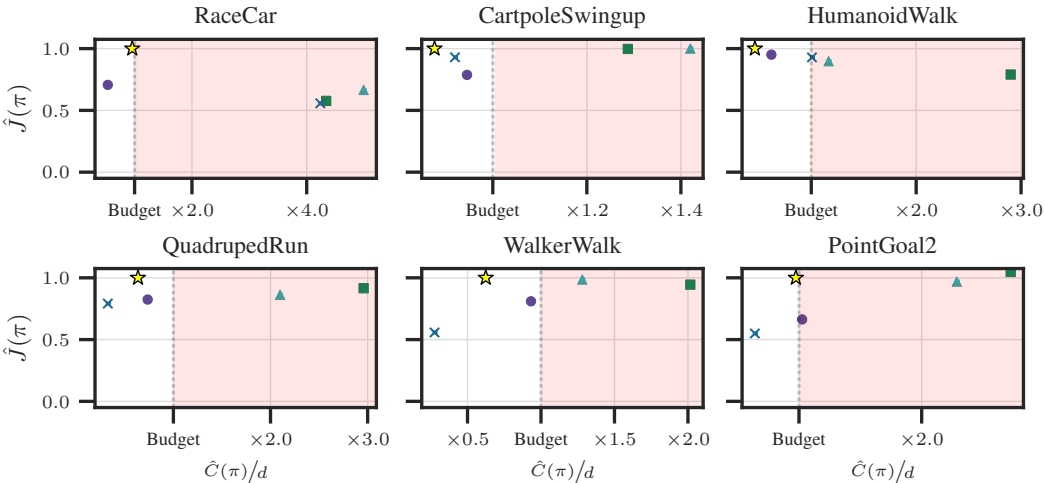 RaceCar
CartpoleSwingup
HumanoidWalk
Ĵ(π)
1.0
0.5
0.0
Budget ×2.0 ×4.0
Budget ×1.2 ×1.4
Budget ×2.0 ×3.0
QuadrupedRun
WalkerWalk
PointGoal2
Ĵ(π)
1.0
0.5
0.0
Budget ×2.0 ×3.0
×0.5 Budget ×1.5 ×2.0
Budget ×2.0
Ĉ(π)/d
Ĉ(π)/d
Ĉ(π)/d